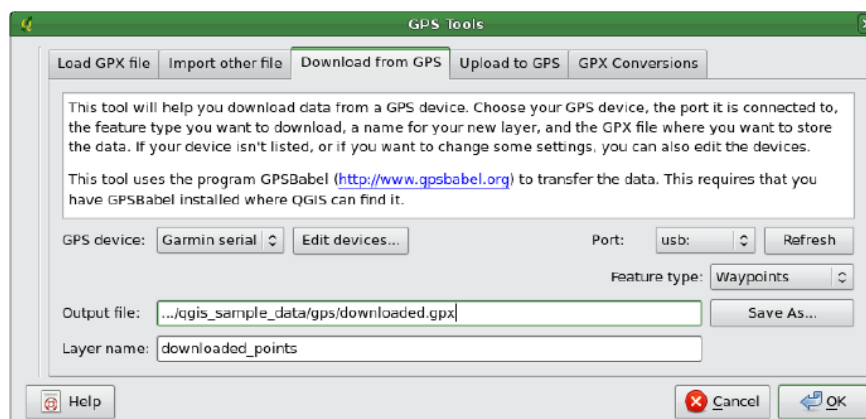 GPS Tools
Load GPX file Import other file Download from GPS Upload to GPS GPX Conversions
This tool will help you download data from a GPS device. Choose your GPS device, the port it is connected to,
the feature type you want to download, a name for your new layer, and the GPX file where you want to store
the data. If your device isn't listed, or if you want to change some settings, you can also edit the devices.
This tool uses the program GPSBabel (http://www.gpsbabel.org) to transfer the data. This requires that you
have GPSBabel installed where QGIS can find it.
GPS device: Garmin serial Edit devices... Port: usb: Refresh
Feature type: Waypoints
Output file: .../qgis_sample_data/gps/downloaded.gpx Save As...
Layer name: downloaded_points
Help Cancel OK